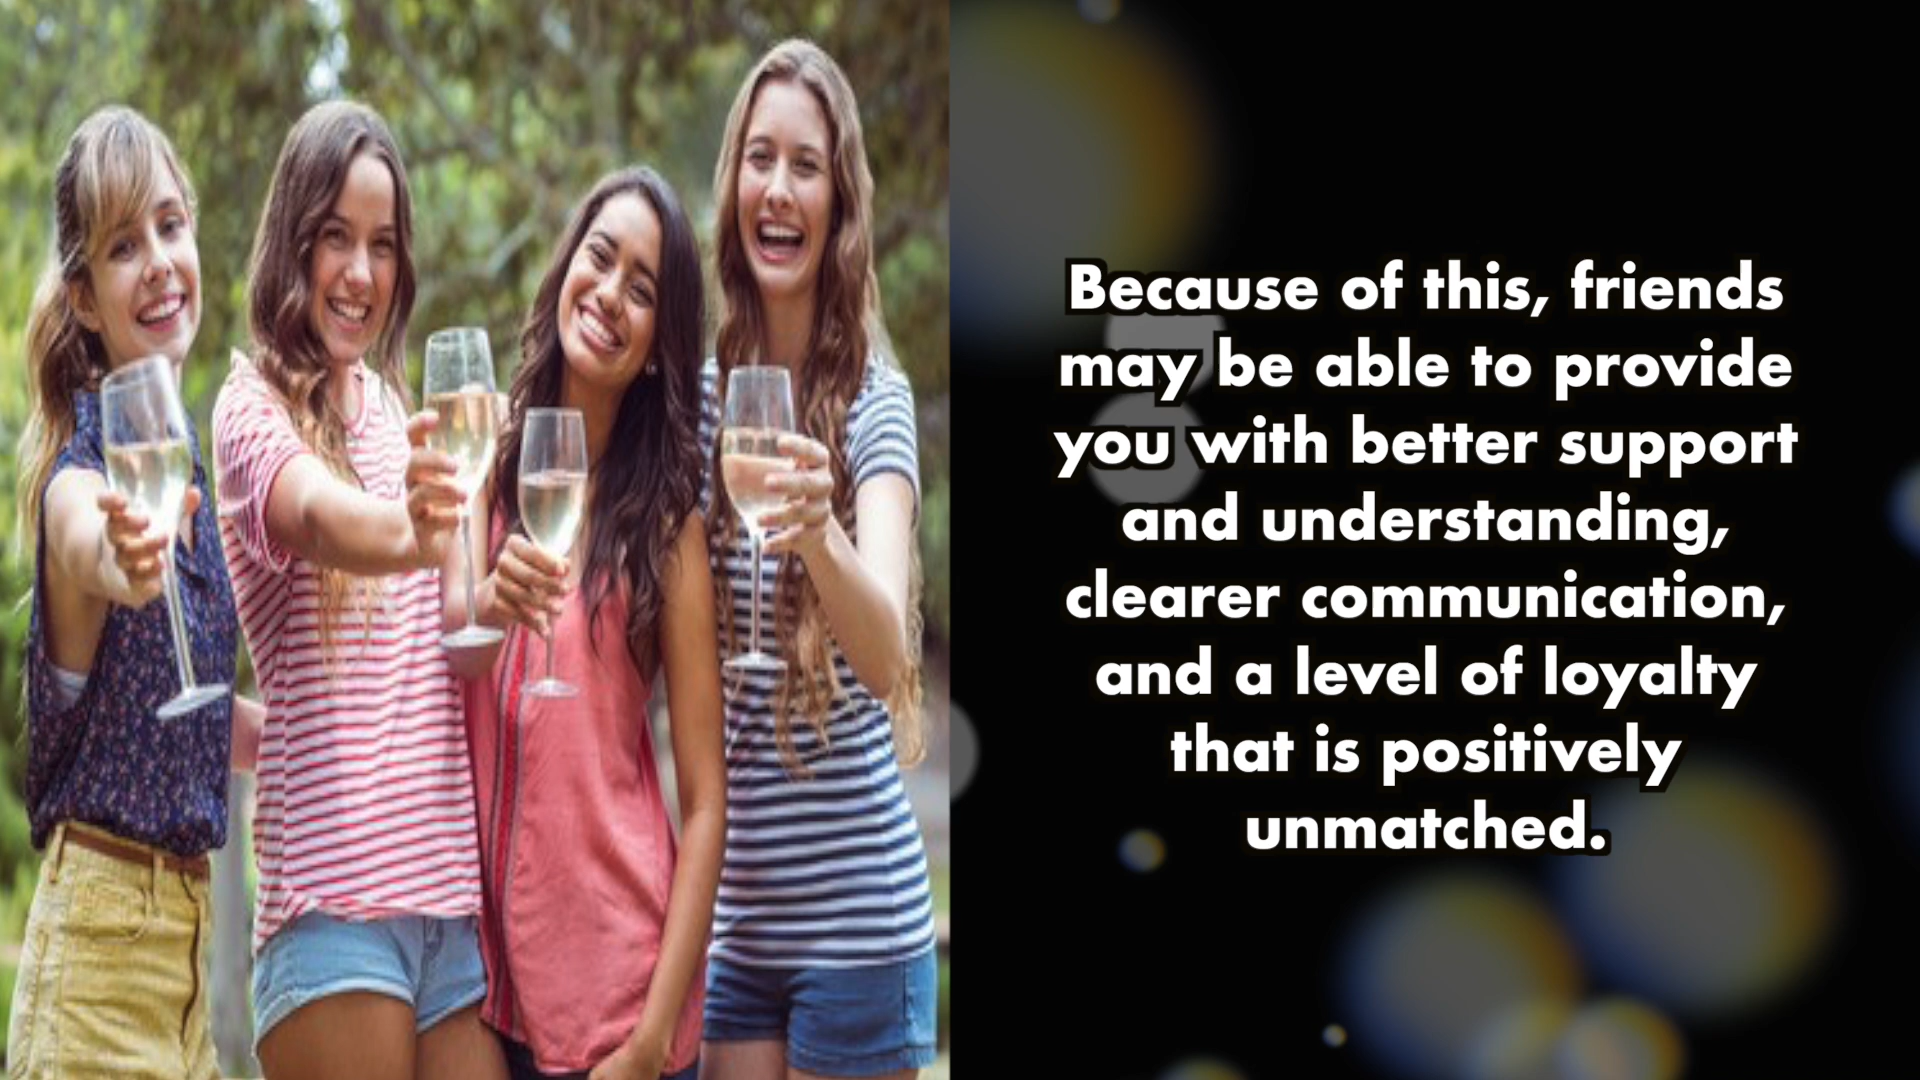 Because of this, friends
may be able to provide
you with better support
and understanding,
clearer communication,
and a level of loyalty
that is positively
unmatched.